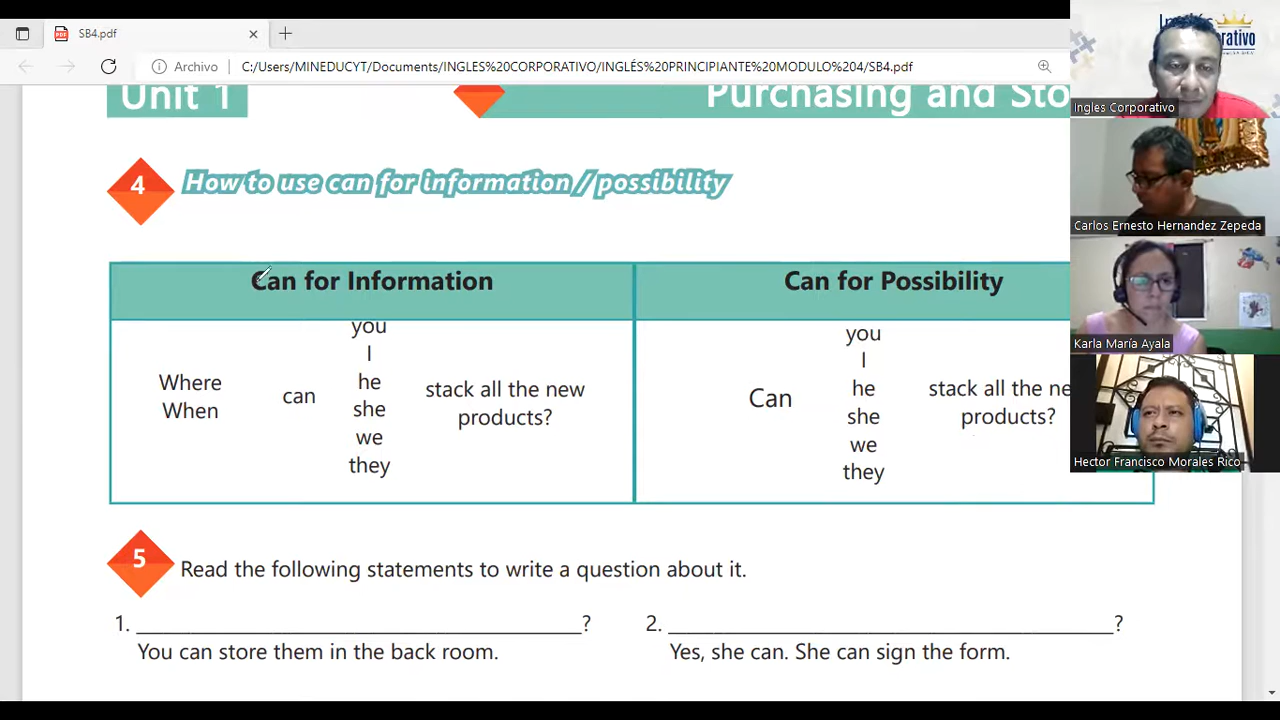 SB4.pdf
Archivo
C:/Users/MINEDUCYT/Documents/INGLES%20CORPORATIVO/INGLÉS%20PRINCIPIANTE%20MODULO%204/SB4.pdf
Unit 1
Purchasing and Sto
4
How to use can for information / possibility
Can for Information
Can for Possibility
Where
When
can
you
I
he
she
we
they
stack all the new
products?
Can
you
I
he
she
we
they
stack all the ne
products?
5
Read the following statements to write a question about it.
1. ?
You can store them in the back room.
2. ?
Yes, she can. She can sign the form.
Ingles Corporativo
Carlos Ernesto Hernandez Zepeda
Karla María Ayala
Hector Francisco Morales Rico